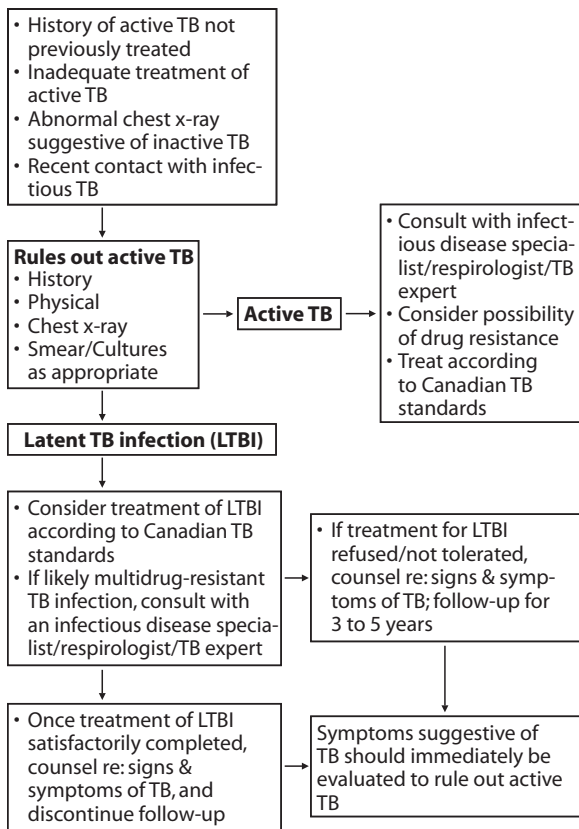 • History of active TB not
previously treated
• Inadequate treatment of
active TB
• Abnormal chest x-ray
suggestive of inactive TB
• Recent contact with infec-
tious TB
Rules out active TB
• History
• Physical
• Chest x-ray
• Smear/Cultures
as appropriate
Active TB
• Consult with infect-
ious disease specia-
list/respirologist/TB
expert
• Consider possibility
of drug resistance
• Treat according
to Canadian TB
standards
Latent TB infection (LTBI)
• Consider treatment of LTBI
according to Canadian TB
standards
• If likely multidrug-resistant
TB infection, consult with
an infectious disease specia-
list/respirologist/TB expert
• If treatment for LTBI
refused/not tolerated,
counsel re: signs & symp-
toms of TB; follow-up for
3 to 5 years
• Once treatment of LTBI
satisfactorily completed,
counsel re: signs &
symptoms of TB, and
discontinue follow-up
Symptoms suggestive of
TB should immediately be
evaluated to rule out active
TB